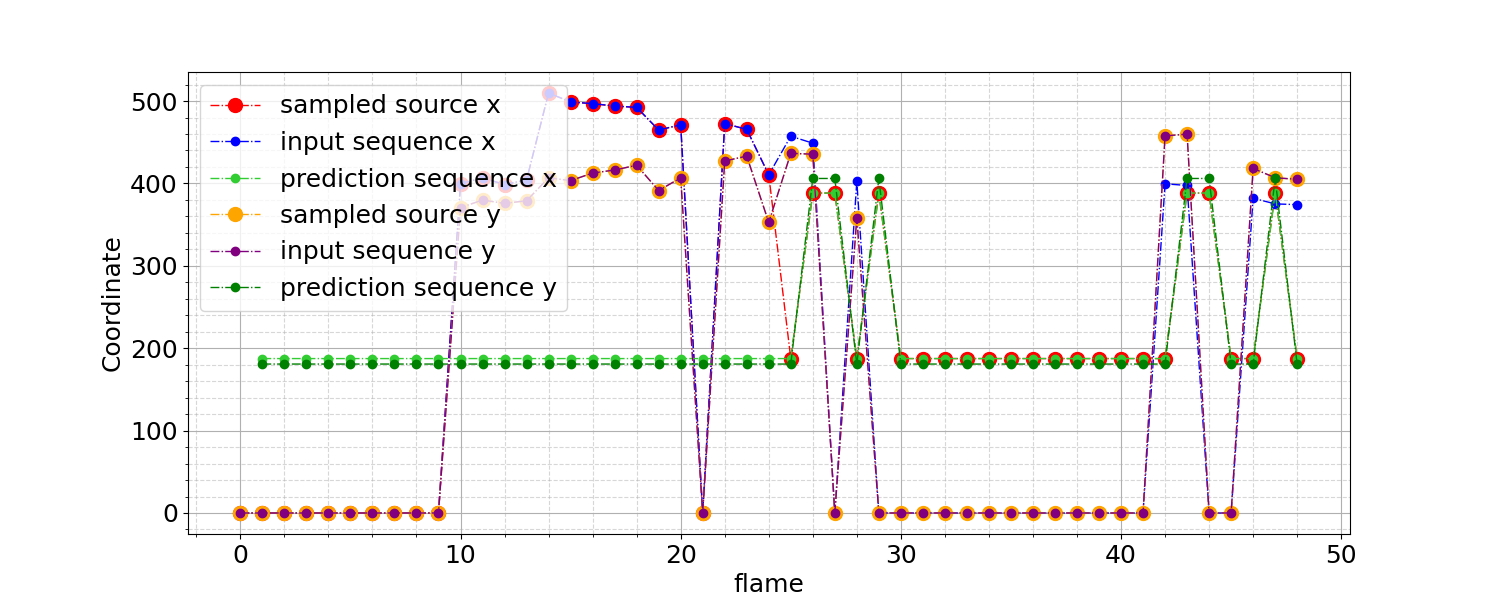 500
400
300
200
100
0
Coordinate
sampled source x
input sequence x
prediction sequence x
sampled source y
input sequence y
prediction sequence y
0 10 20 30 40 50
flame